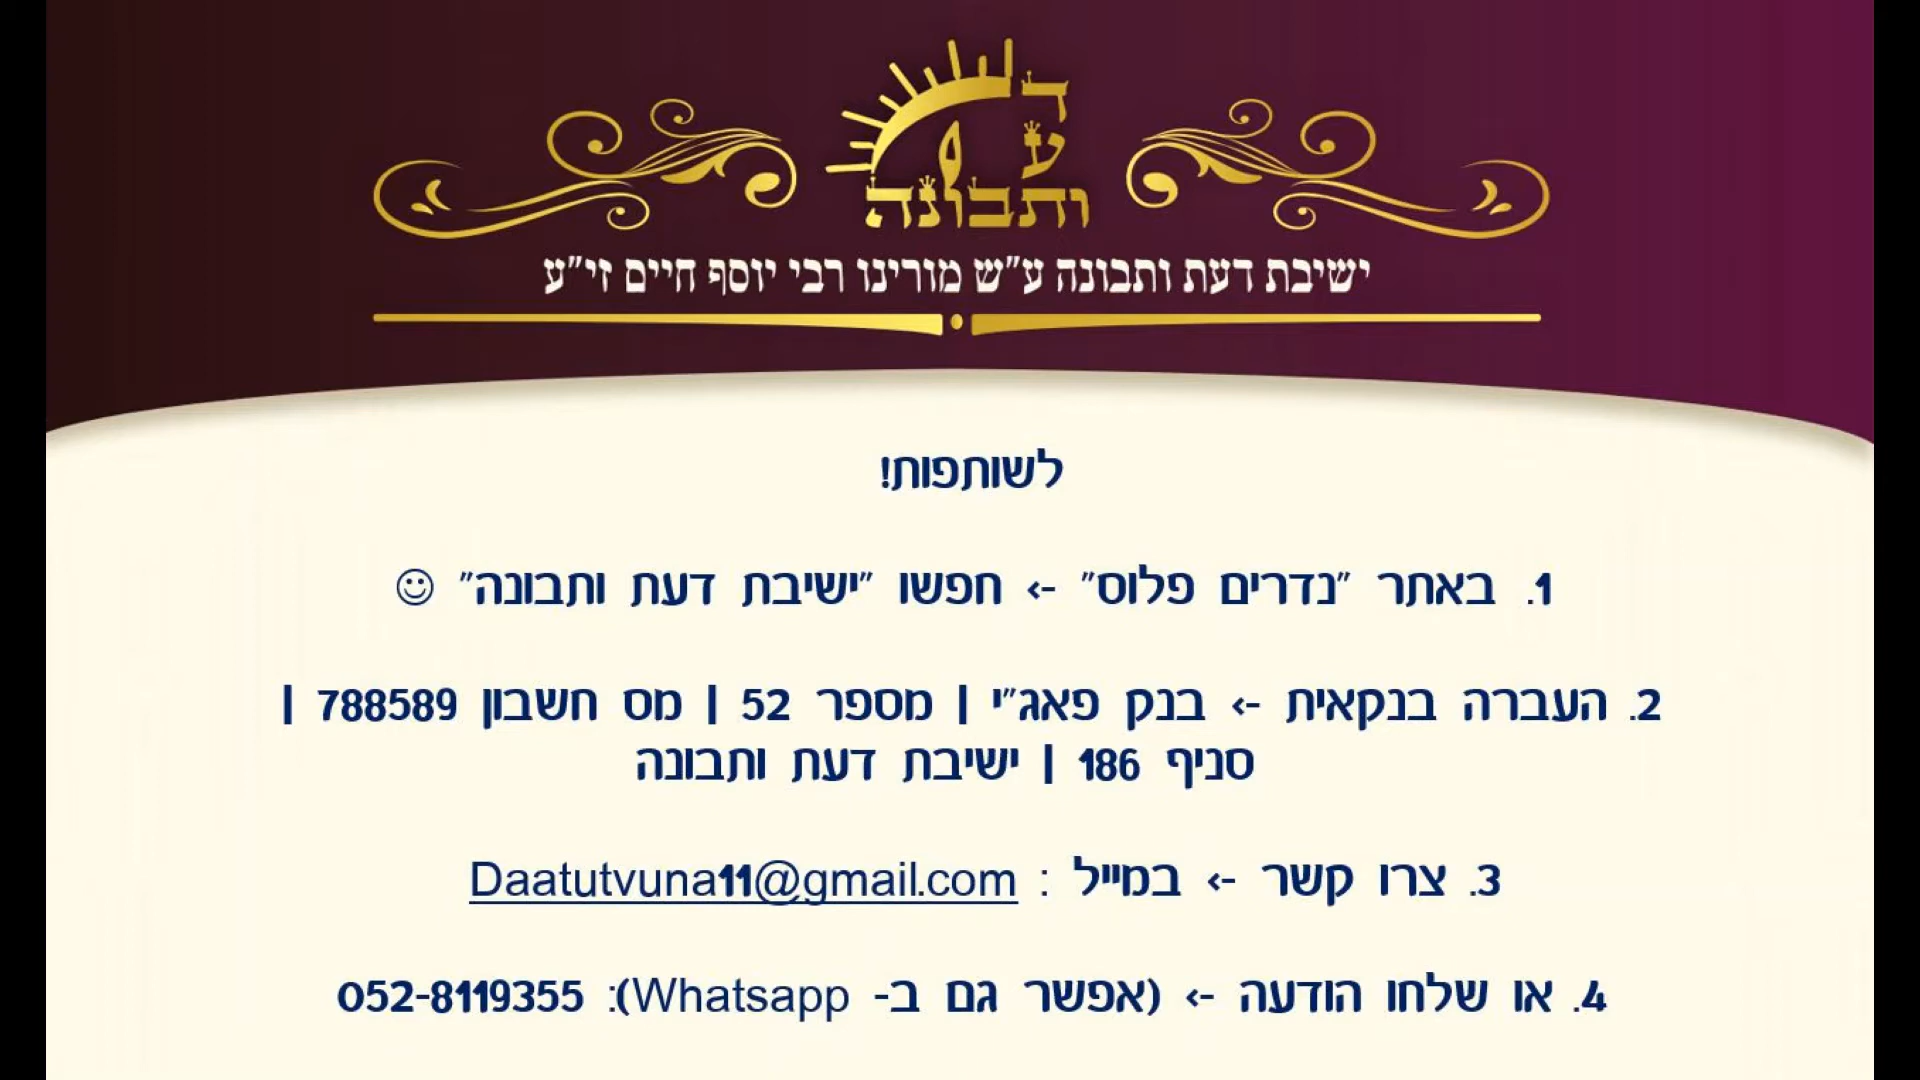 דעת
ותבונה
ישיבת דעת ותבונה ע"ש מורינו רבי יוסף חיים זי"ע
לשותפות!
1. באתר "נדרים פלוס" -> חפשו "ישיבת דעת ותבונה" ☺
2. העברה בנקאית -> בנק פאג"י | מספר 52 | מס חשבון 788589 |
סניף 186 | ישיבת דעת ותבונה
3. צרו קשר -> במייל : Daatutvuna11@gmail.com
4. או שלחו הודעה -> (אפשר גם ב- Whatsapp): 052-8119355